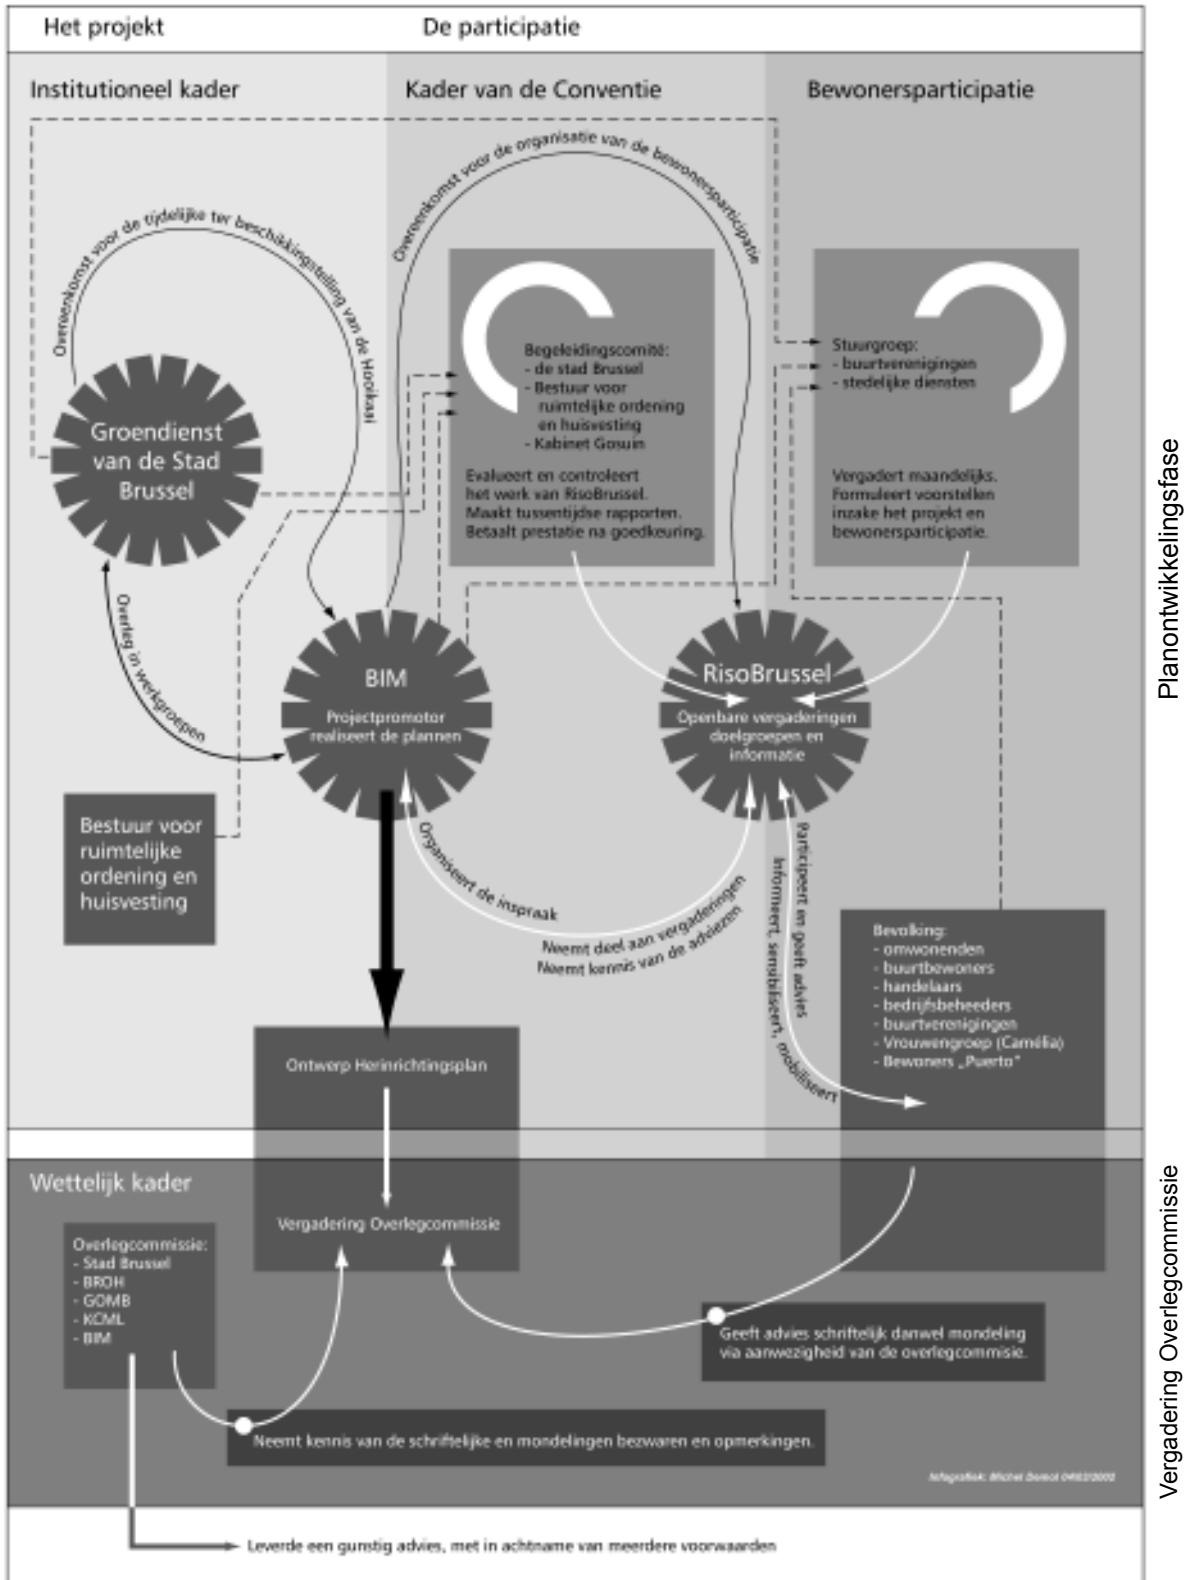 Het projekt
De participatie
Institutioneel kader
Kader van de Conventie
Bewonersparticipatie
Overeenkomst voor de tijdelijke ter beschikkingstelling van de Hooikaai
Overeenkomst voor de organisatie van de bewonersparticipatie
Groendienst
van de Stad
Brussel
Begeleidingscomité:
- de stad Brussel
- Bestuur voor
ruimtelijke ordening
en huisvesting
- Kabinet Gosuin
Evalueert en controleert
het werk van RisoBrussel.
Maakt tussentijdse rapporten.
Betaalt prestatie na goedkeuring.
Stuurgroep:
- buurtverenigingen
- stedelijke diensten
Vergadert maandelijks.
Formuleert voorstellen
inzake het projekt en
bewonersparticipatie.
Planontwikkelingsfase
Overleg in werkgroepen
BIM
Projectpromotor
realiseert de plannen
RisoBrussel
Openbare vergaderingen
doelgroepen en
informatie
Bestuur voor
ruimtelijke
ordening en
huisvesting
Organiseert de inspraak
Neemt deel aan vergaderingen
Neemt kennis van de adviezen
Participeert en geeft advies
Informeert, sensibiliseert, mobiliseert
Bevolking:
- omwonenden
- buurtbewoners
- handelaars
- bedrijfsbeheeders
- buurtverenigingen
- Vrouwengroep (Camélia)
- Bewoners „Puerto"
Ontwerp Herinrichtingsplan
Wettelijk kader
Vergadering Overlegcommissie
Overlegcommissie:
- Stad Brussel
- BROH
- GOMB
- KCML
- BIM
Geeft advies schriftelijk danwel mondeling
via aanwezigheid van de overlegcommisie.
Neemt kennis van de schriftelijke en mondelingen bezwaren en opmerkingen.
Infografiek: Michel Demol 04/02/2002
Vergadering Overlegcommissie
Leverde een gunstig advies, met in achtname van meerdere voorwaarden